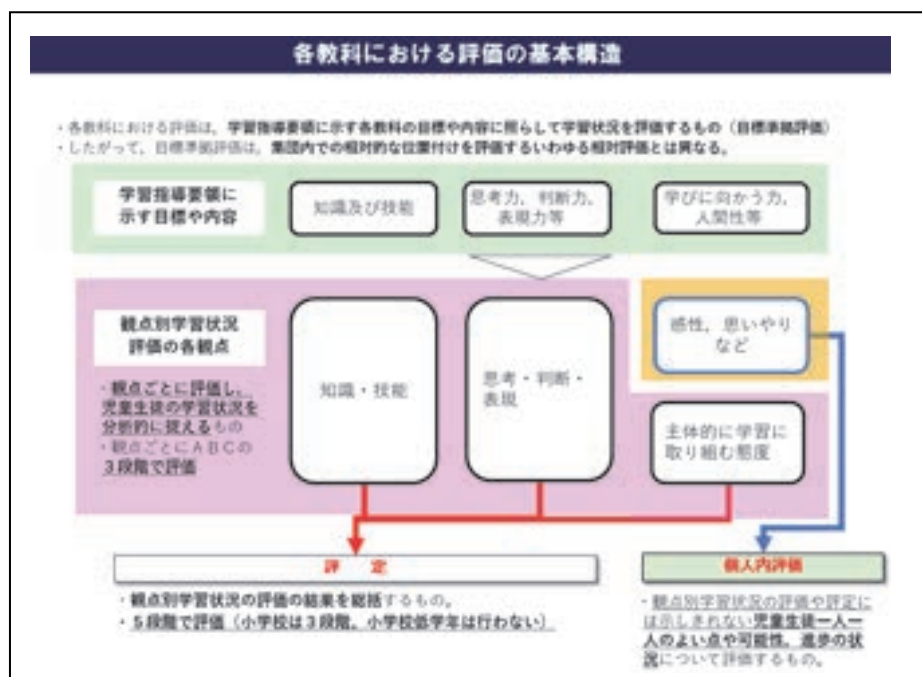 各教科における評価の基本構造
・各教科における評価は、学習指導要領に示す各教科の目標や内容に照らして学習状況を評価するもの（目標準拠評価）
・したがって、目標準拠評価は、集団内での相対的な位置付けを評価するいわゆる相対評価とは異なる。
学習指導要領に
示す目標や内容
知識及び技能
思考力、判断力、
表現力等
学びに向かう力、
人間性等
観点別学習状況
評価の各観点
・観点ごとに評価し、
児童生徒の学習状況を
分析的に捉えるもの
・観点ごとにＡＢＣの
３段階で評価
知識・技能
思考・判断・
表現
感性、思いやり
など
主体的に学習に
取り組む態度
評　定
・観点別学習状況の評価の結果を総括するもの。
・５段階で評価（小学校は３段階。小学校低学年は行わない）
個人内評価
・観点別学習状況の評価や評定に
は示しきれない児童生徒一人一
人のよい点や可能性、進歩の状
況について評価するもの。